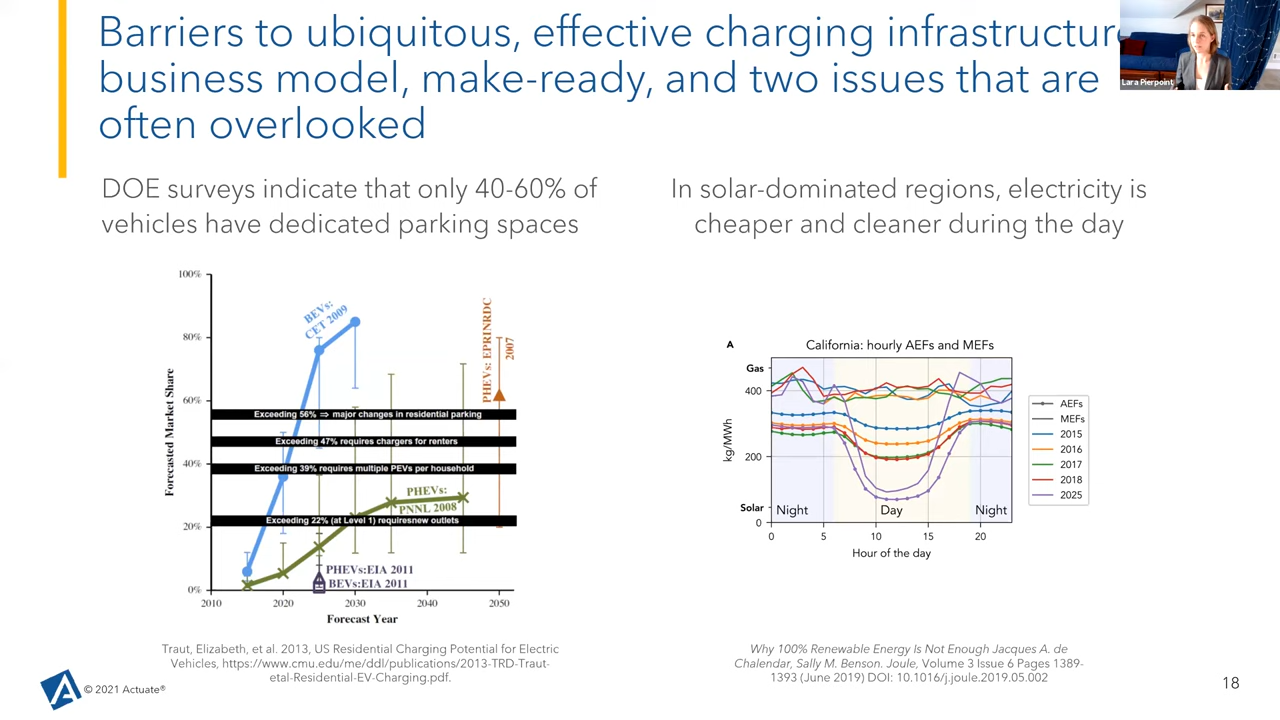 Barriers to ubiquitous, effective charging infrastructure
business model, make-ready, and two issues that are
often overlooked
Lara Pierpoint
DOE surveys indicate that only 40-60% of
vehicles have dedicated parking spaces
100%
80%
60%
40%
20%
0%
Forecasted Market Share
BEVs:
CET 2009
PHEVs: EPRI\NRDC
2007
Exceeding 56% ⇒ major changes in residential parking
Exceeding 47% requires chargers for renters
Exceeding 39% requires multiple PEVs per household
PHEVs:
PNNL 2008
Exceeding 22% (at Level 1) requiresnew outlets
PHEVs:EIA 2011
BEVs:EIA 2011
2010 2020 2030 2040 2050
Forecast Year
Traut, Elizabeth, et al. 2013, US Residential Charging Potential for Electric
Vehicles, https://www.cmu.edu/me/ddl/publications/2013-TRD-Traut-
etal-Residential-EV-Charging.pdf.
In solar-dominated regions, electricity is
cheaper and cleaner during the day
A
California: hourly AEFs and MEFs
Gas
400
200
Solar
0
kg/MWh
Night Day Night
0 5 10 15 20
Hour of the day
AEFs
MEFs
2015
2016
2017
2018
2025
Why 100% Renewable Energy Is Not Enough Jacques A. de
Chalendar, Sally M. Benson. Joule, Volume 3 Issue 6 Pages 1389-
1393 (June 2019) DOI: 10.1016/j.joule.2019.05.002
© 2021 Actuate®
18